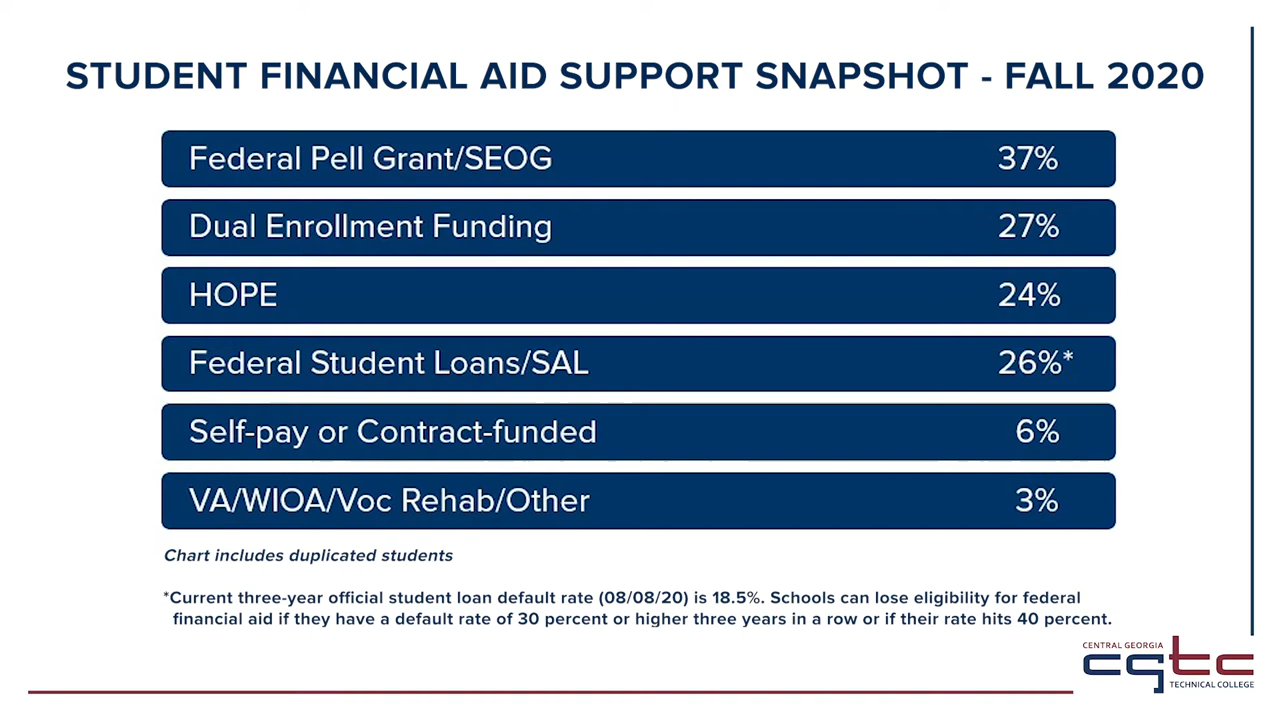 STUDENT FINANCIAL AID SUPPORT SNAPSHOT - FALL 2020
Federal Pell Grant/SEOG 37%
Dual Enrollment Funding 27%
HOPE 24%
Federal Student Loans/SAL 26%*
Self-pay or Contract-funded 6%
VA/WIOA/Voc Rehab/Other 3%
Chart includes duplicated students
*Current three-year official student loan default rate (08/08/20) is 18.5%. Schools can lose eligibility for federal
financial aid if they have a default rate of 30 percent or higher three years in a row or if their rate hits 40 percent.
CENTRAL GEORGIA
cgtc
TECHNICAL COLLEGE